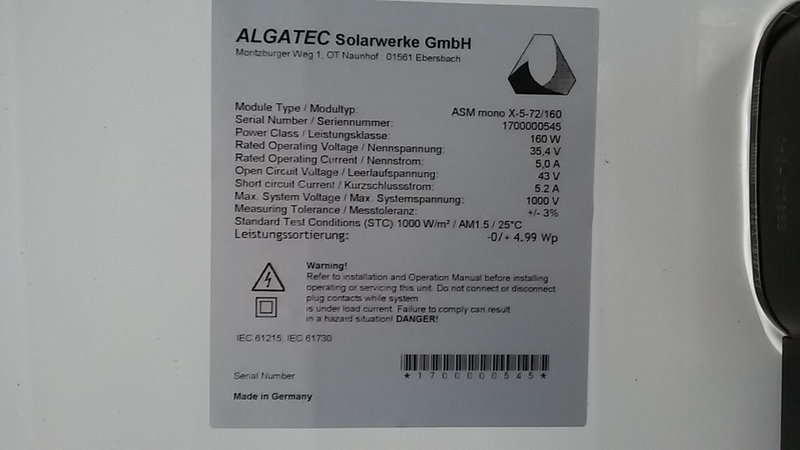 ALGATEC Solarwerke GmbH
Moritzburger Weg 1, OT Naunhof 01561 Ebersbach
Module Type / Modultyp: ASM mono X-5-72/160
Serial Number / Seriennummer: 1700000545
Power Class / Leistungsklasse: 160 W
Rated Operating Voltage / Nennspannung: 35,4 V
Rated Operating Current / Nennstrom: 5,0 A
Open Circuit Voltage / Leerlaufspannung: 43 V
Short circuit Current / Kurzschlussstrom: 5.2 A
Max. System Voltage / Max. Systemspannung: 1000 V
Measuring Tolerance / Messtoleranz: +/- 3%
Standard Test Conditions (STC) 1000 W/m² / AM1.5 / 25°C
Leistungssortierung: -0/+ 4.99 Wp
Warning!
Refer to installation and Operation Manual before installing
operating or servicing this unit. Do not connect or disconnect
plug contacts while system
is under load current. Failure to comply can result
in a hazard situation! DANGER!
IEC 61215, IEC 61730
Serial Number *1700000545*
Made in Germany